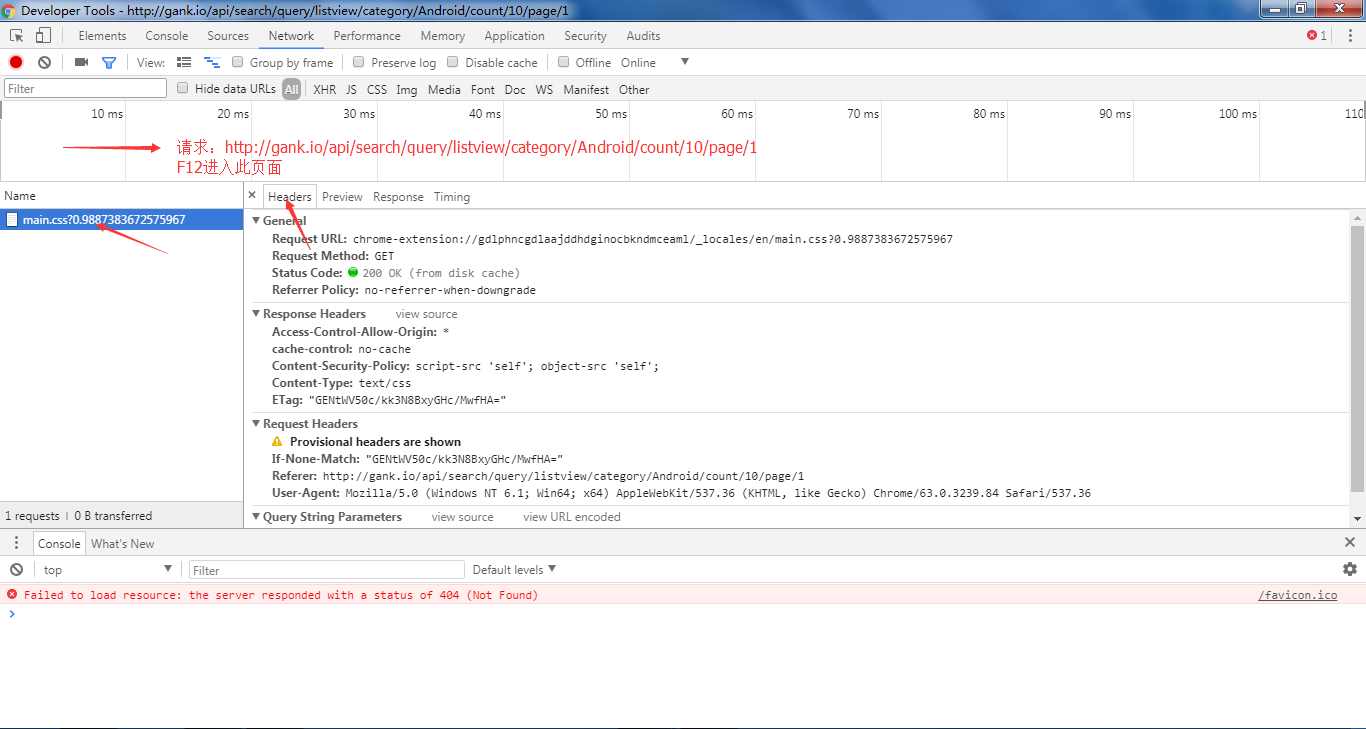 Developer Tools - http://gank.io/api/search/query/listview/category/Android/count/10/page/1
Elements Console Sources Network Performance Memory Application Security Audits 1
View: Group by frame Preserve log Disable cache Offline Online
Filter Hide data URLs All XHR JS CSS Img Media Font Doc WS Manifest Other
10 ms 20 ms 30 ms 40 ms 50 ms 60 ms 70 ms 80 ms 90 ms 100 ms 110
请求：http://gank.io/api/search/query/listview/category/Android/count/10/page/1
F12进入此页面
Name
× Headers Preview Response Timing
main.css?0.9887383672575967
General
Request URL: chrome-extension://gdlphncgdlaajddhdginocbkndmceaml/_locales/en/main.css?0.9887383672575967
Request Method: GET
Status Code: 200 OK (from disk cache)
Referrer Policy: no-referrer-when-downgrade
Response Headers view source
Access-Control-Allow-Origin: *
cache-control: no-cache
Content-Security-Policy: script-src 'self'; object-src 'self';
Content-Type: text/css
ETag: "GENtWV50c/kk3N8BxyGHc/MwfHA="
Request Headers
Provisional headers are shown
If-None-Match: "GENtWV50c/kk3N8BxyGHc/MwfHA="
Referer: http://gank.io/api/search/query/listview/category/Android/count/10/page/1
User-Agent: Mozilla/5.0 (Windows NT 6.1; Win64; x64) AppleWebKit/537.36 (KHTML, like Gecko) Chrome/63.0.3239.84 Safari/537.36
Query String Parameters view source view URL encoded
1 requests | 0 B transferred
Console What's New
top Filter Default levels
Failed to load resource: the server responded with a status of 404 (Not Found) /favicon.ico